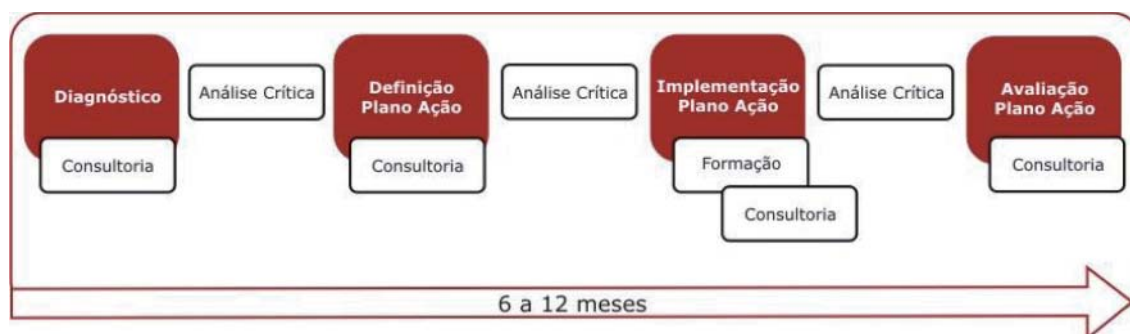 Diagnóstico
Consultoria
Análise Crítica
Definição
Plano Ação
Consultoria
Análise Crítica
Implementação
Plano Ação
Formação
Consultoria
Análise Crítica
Avaliação
Plano Ação
Consultoria
6 a 12 meses